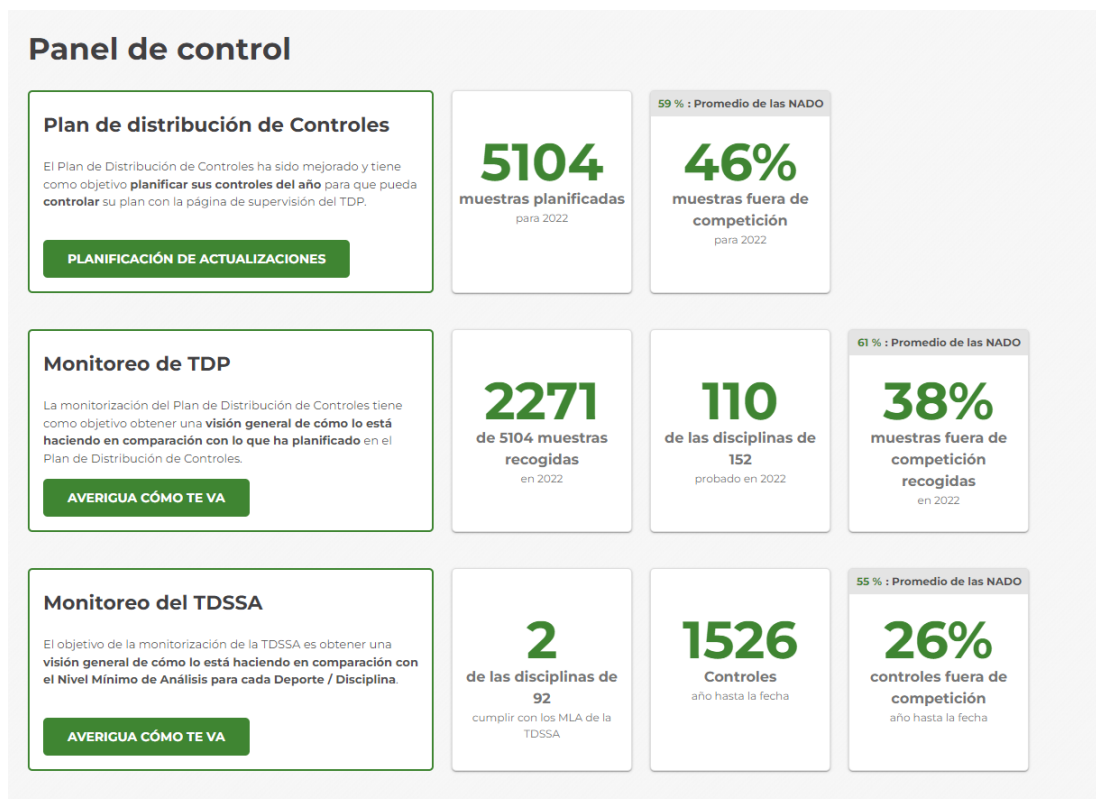 Panel de control
Plan de distribución de Controles
El Plan de Distribución de Controles ha sido mejorado y tiene
como objetivo planificar sus controles del año para que pueda
controlar su plan con la página de supervisión del TDP.
PLANIFICACIÓN DE ACTUALIZACIONES
5104
muestras planificadas
para 2022
59 % : Promedio de las NADO
46%
muestras fuera de
competición
para 2022
Monitoreo de TDP
La monitorización del Plan de Distribución de Controles tiene
como objetivo obtener una visión general de cómo lo está
haciendo en comparación con lo que ha planificado en el
Plan de Distribución de Controles.
AVERIGUA CÓMO TE VA
2271
de 5104 muestras
recogidas
en 2022
110
de las disciplinas de
152
probado en 2022
61 % : Promedio de las NADO
38%
muestras fuera de
competición
recogidas
en 2022
Monitoreo del TDSSA
El objetivo de la monitorización de la TDSSA es obtener una
visión general de cómo lo está haciendo en comparación con
el Nivel Mínimo de Análisis para cada Deporte / Disciplina.
AVERIGUA CÓMO TE VA
2
de las disciplinas de
92
cumplir con los MLA de la
TDSSA
1526
Controles
año hasta la fecha
55 % : Promedio de las NADO
26%
controles fuera de
competición
año hasta la fecha